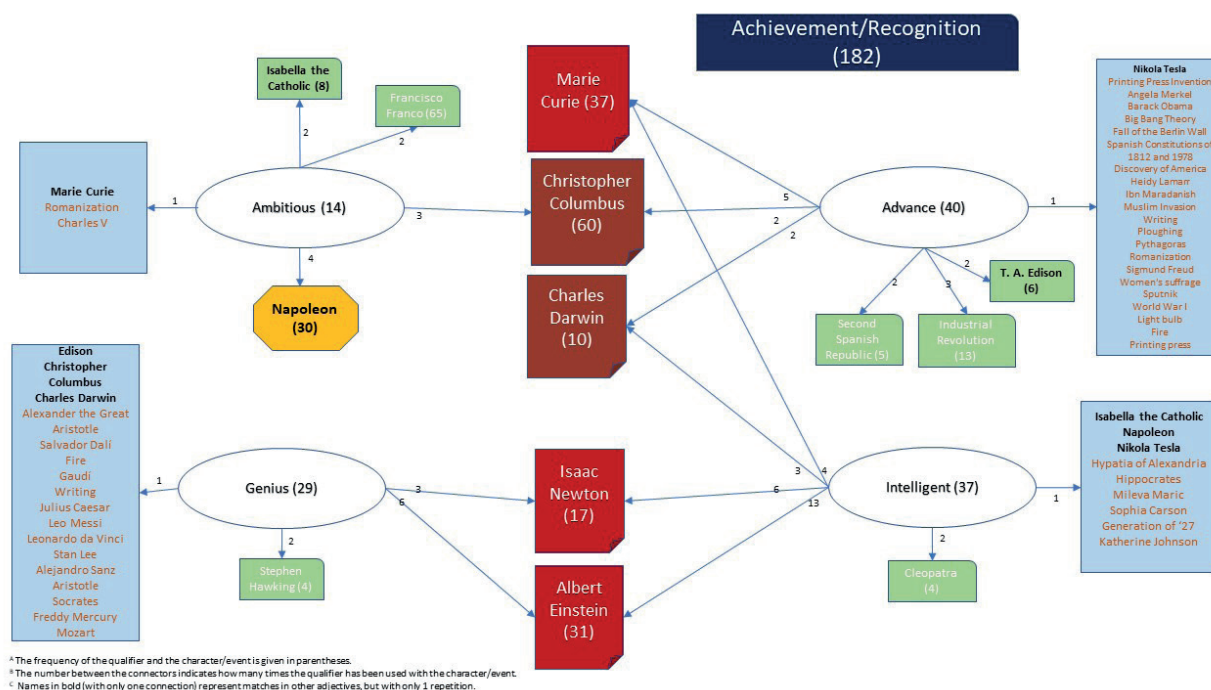 Achievement/Recognition
(182)
Isabella the
Catholic (8)
Francisco
Franco (65)
2
2
Marie Curie
Romanization
Charles V
1
Ambitious (14)
3
4
Napoleon
(30)
Marie
Curie (37)
Christopher
Columbus
(60)
Charles
Darwin
(10)
Isaac
Newton
(17)
Albert
Einstein
(31)
5
2
2
Advance (40)
1
2
3
2
T. A. Edison
(6)
Second
Spanish
Republic (5)
Industrial
Revolution
(13)
Nikola Tesla
Printing Press Invention
Angela Merkel
Barack Obama
Big Bang Theory
Fall of the Berlin Wall
Spanish Constitutions of
1812 and 1978
Discovery of America
Heidy Lamarr
Ibn Maradanish
Muslim Invasion
Writing
Ploughing
Pythagoras
Romanization
Sigmund Freud
Women's suffrage
Sputnik
World War I
Light bulb
Fire
Printing press
Edison
Christopher
Columbus
Charles Darwin
Alexander the Great
Aristotle
Salvador Dalí
Fire
Gaudí
Writing
Julius Caesar
Leo Messi
Leonardo da Vinci
Stan Lee
Alejandro Sanz
Aristotle
Socrates
Freddy Mercury
Mozart
1
Genius (29)
3
6
2
Stephen
Hawking (4)
3
4
6
13
Intelligent (37)
1
2
Cleopatra
(4)
Isabella the Catholic
Napoleon
Nikola Tesla
Hypatia of Alexandria
Hippocrates
Mileva Maric
Sophia Carson
Generation of '27
Katherine Johnson
A The frequency of the qualifier and the character/event is given in parentheses.
B The number between the connectors indicates how many times the qualifier has been used with the character/event.
C Names in bold (with only one connection) represent matches in other adjectives, but with only 1 repetition.